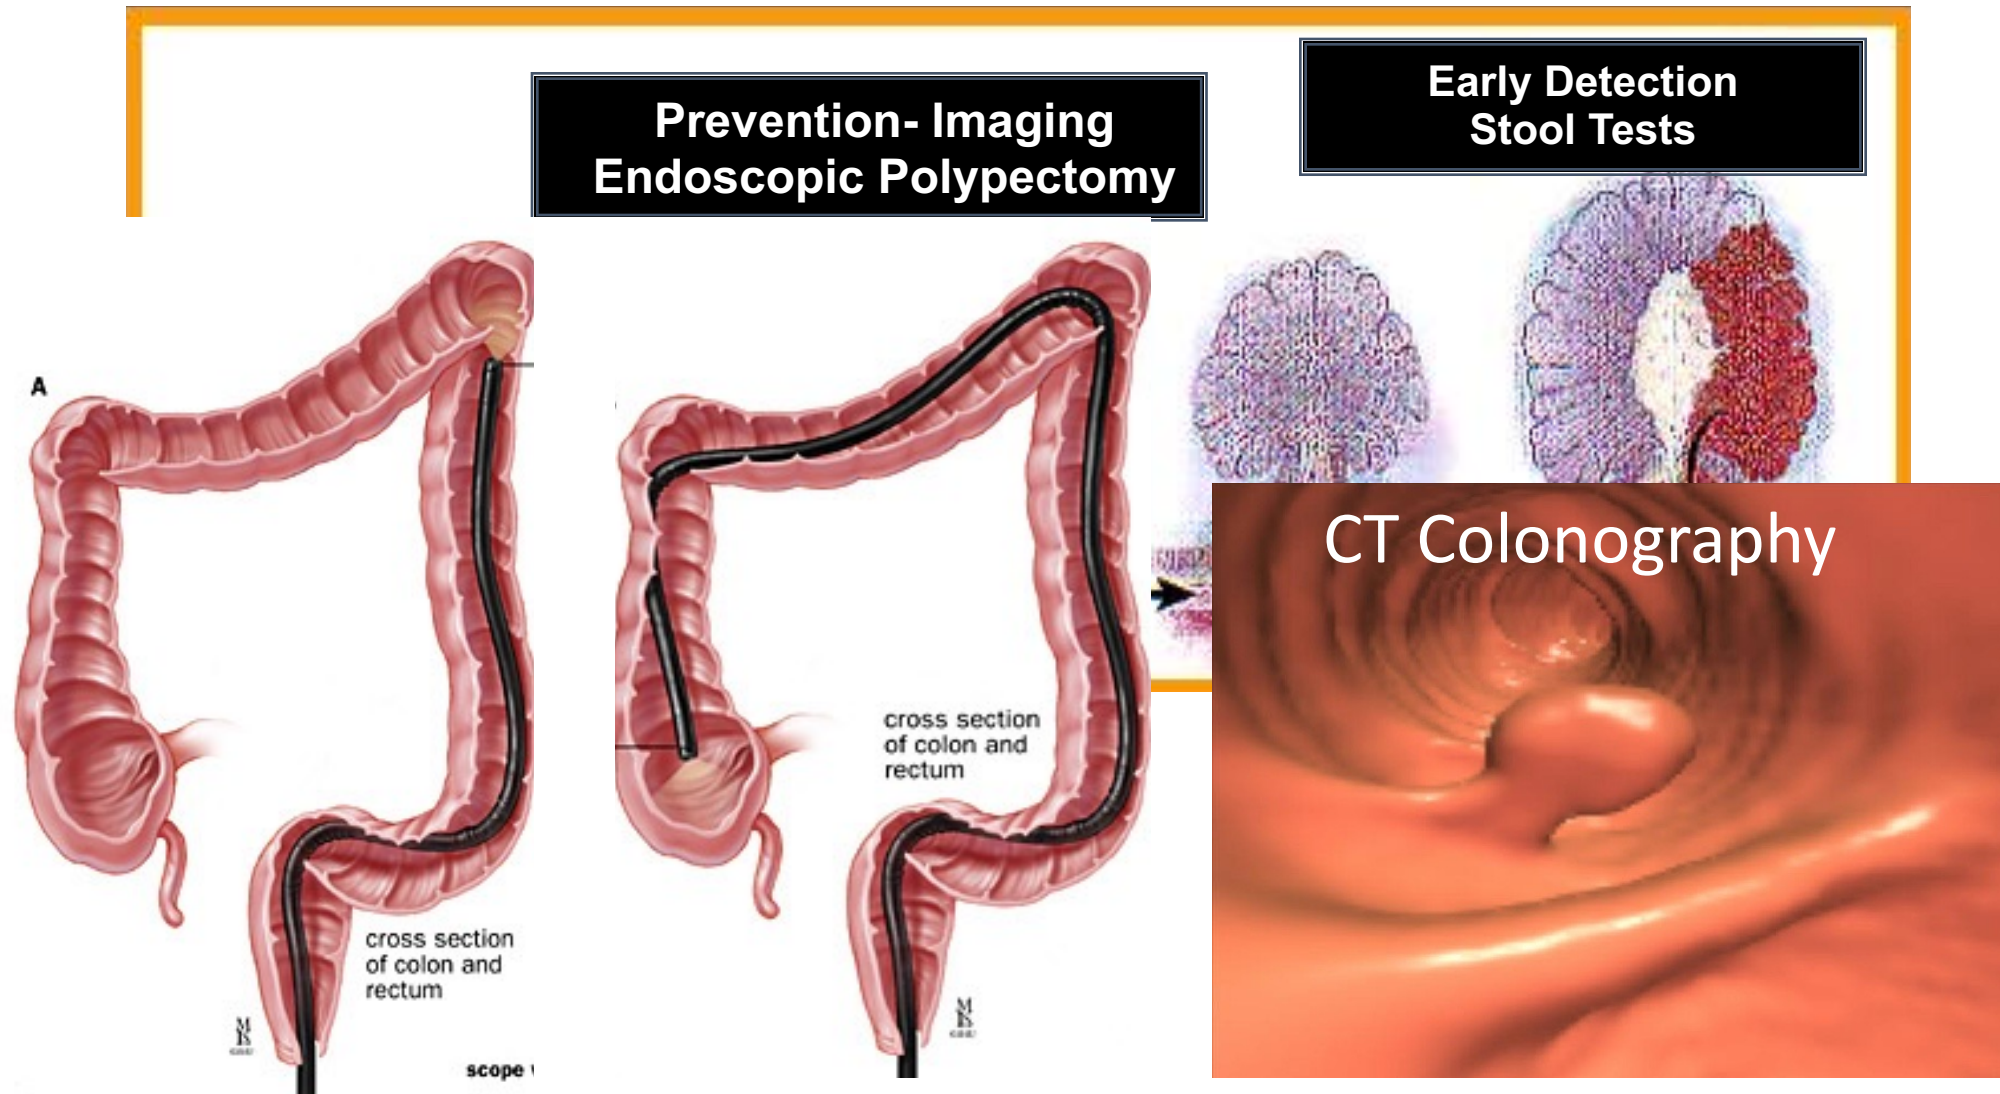 Prevention- Imaging
Endoscopic Polypectomy
Early Detection
Stool Tests
A
CT Colonography
cross section
of colon and
rectum
cross section
of colon and
rectum
scope